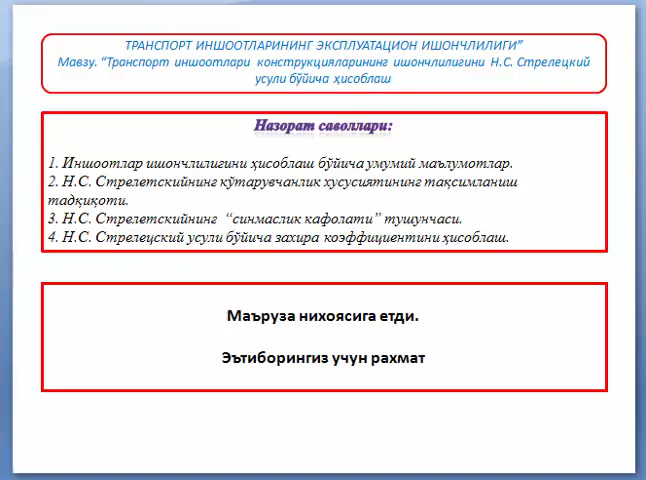 ТРАНСПОРТ ИНШООТЛАРИНИНГ ЭКСПЛУАТАЦИОН ИШОНЧЛИЛИГИ”
Мавзу. “Транспорт иншоотлари конструкцияларининг ишончлилигини Н.С. Стрелецкий
усули бўйича ҳисоблаш
Назорат саволлари:
1. Иншоотлар ишончлилигини ҳисоблаш бўйича умумий маълумотлар.
2. Н.С. Стрелетскийнинг кўтарувчанлик хусусиятининг тақсимланиш
тадқиқоти.
3. Н.С. Стрелетскийнинг “синмаслик кафолати” тушунчаси.
4. Н.С. Стрелецский усули бўйича захира коэффициентини ҳисоблаш.
Маъруза нихоясига етди.
Эътиборингиз учун рахмат